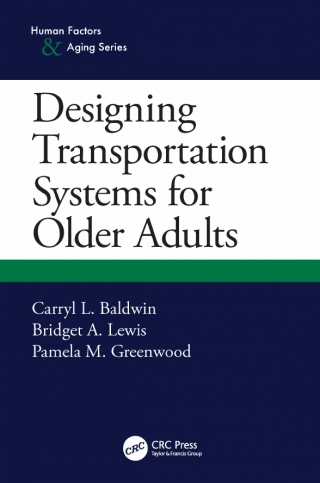 Human Factors
& Aging Series
Designing
Transportation
Systems for
Older Adults
Carryl L. Baldwin
Bridget A. Lewis
Pamela M. Greenwood
CRC
CRC Press
Taylor & Francis Group